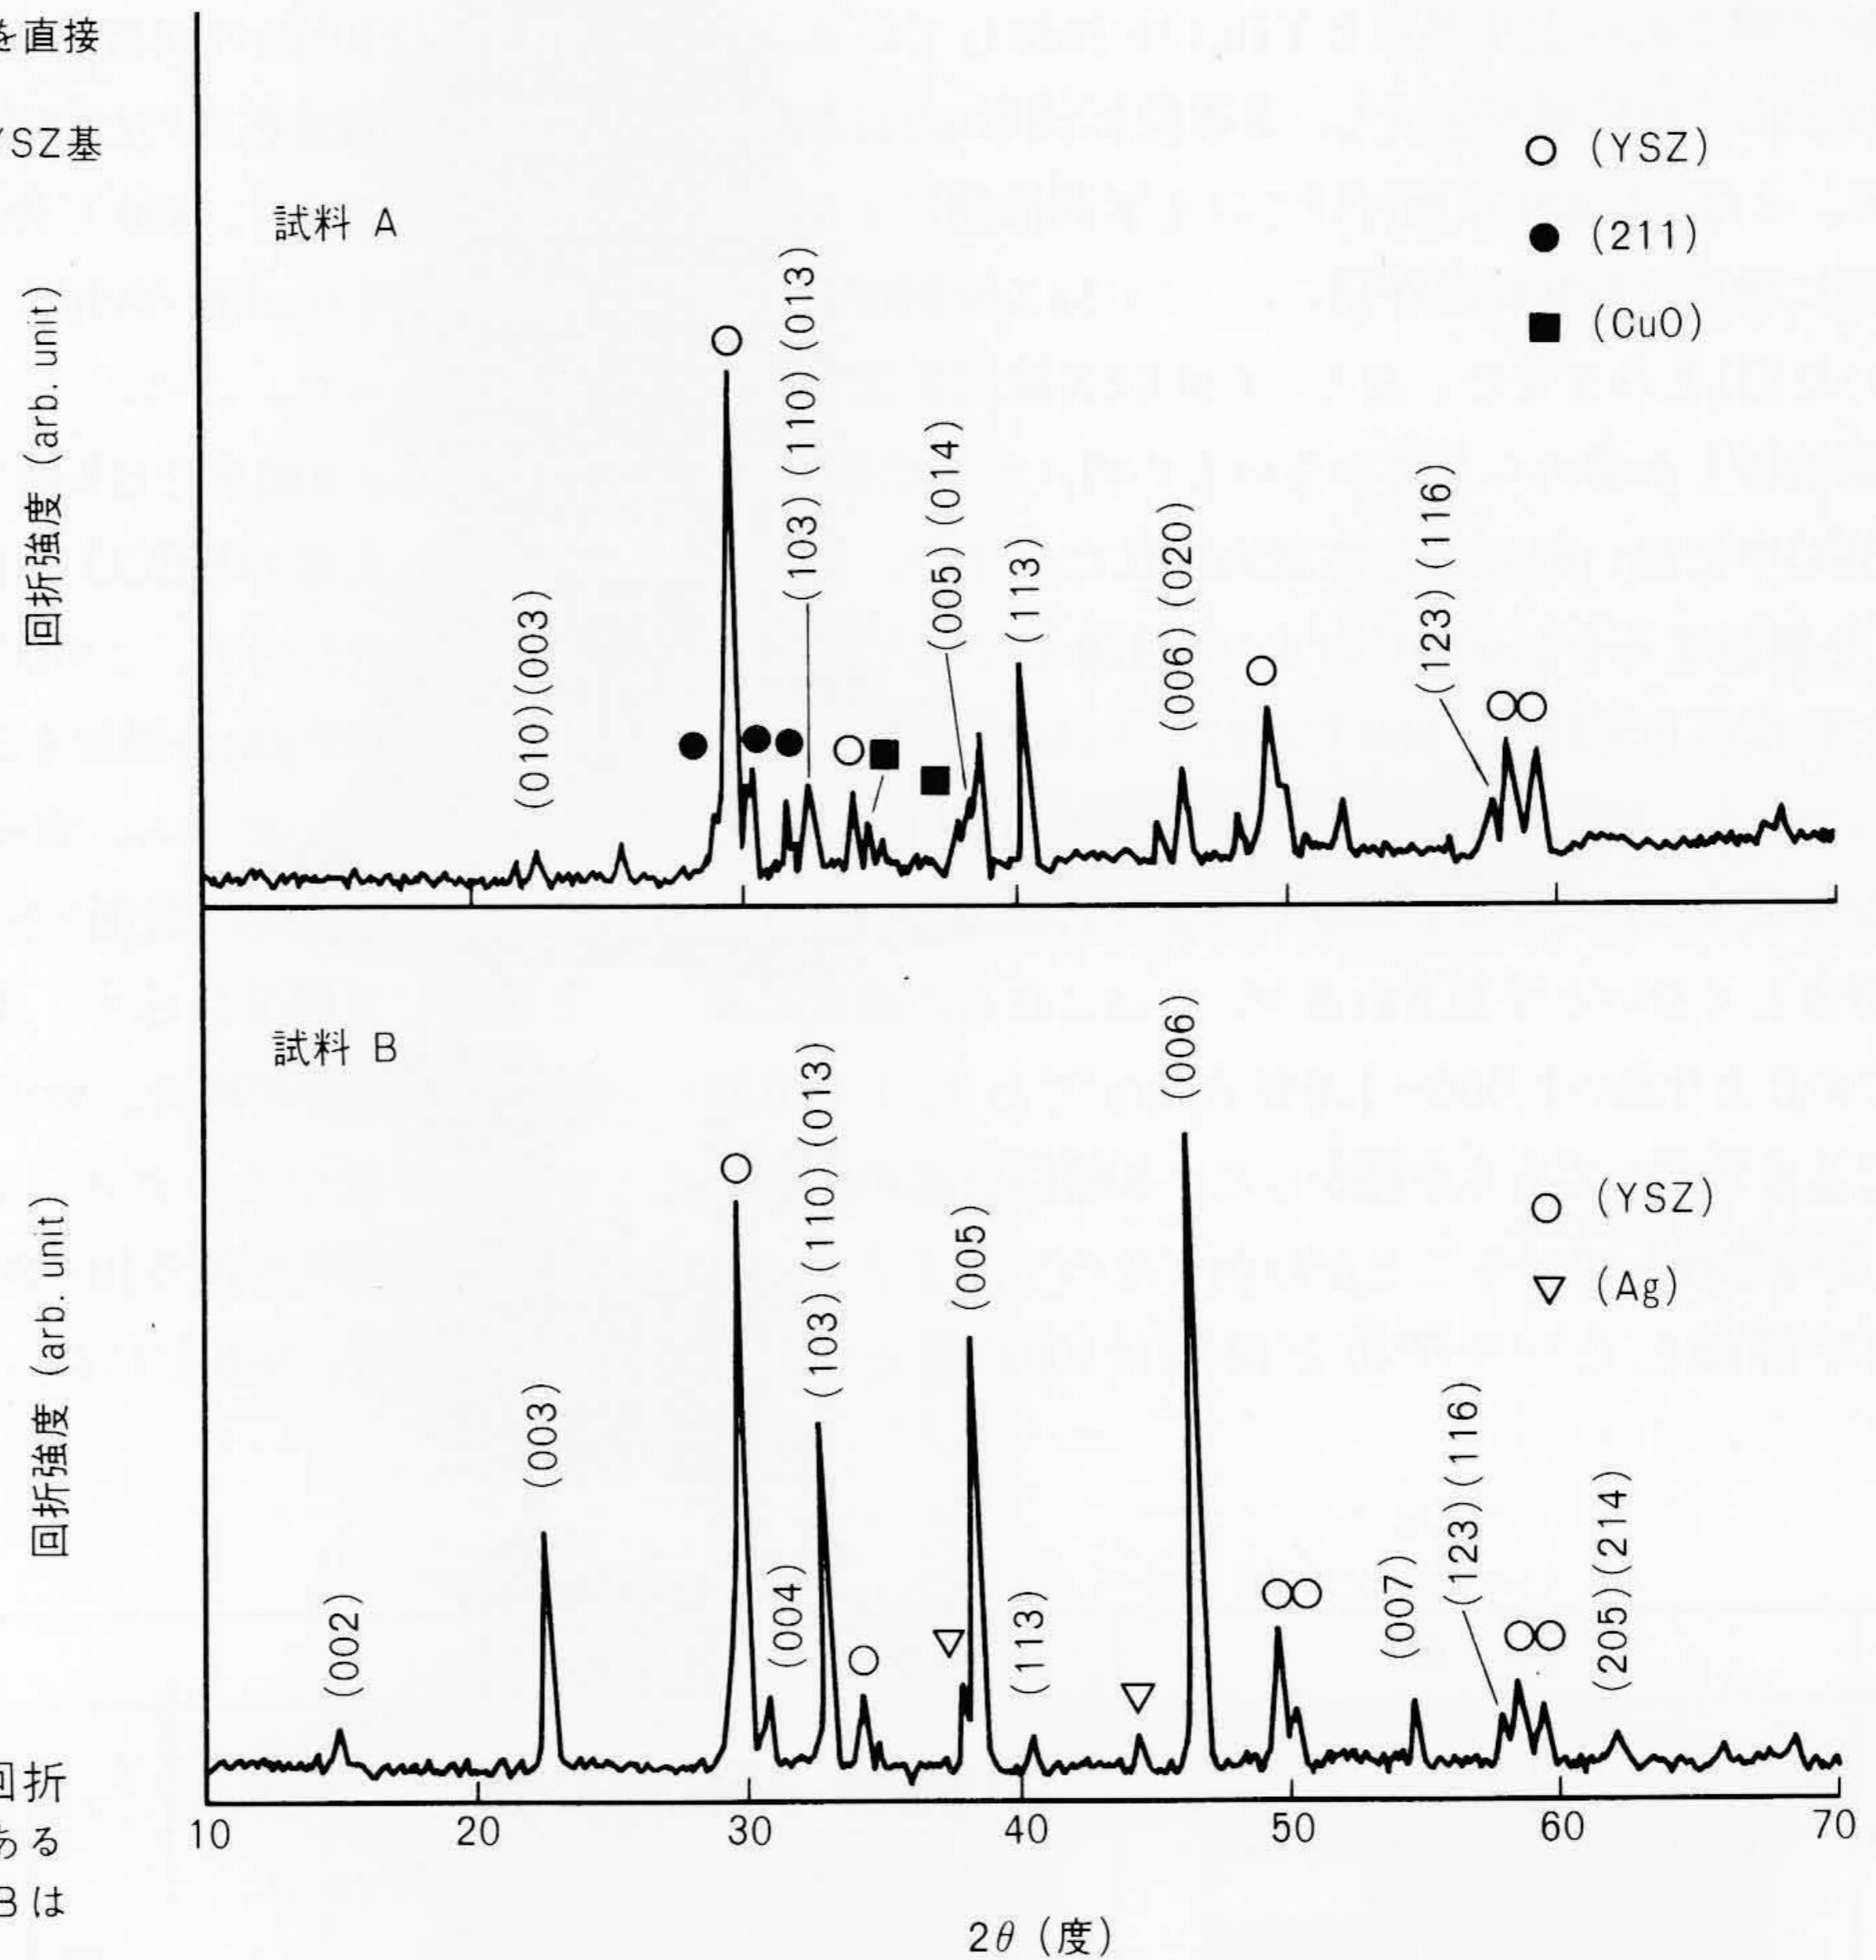 を直接
YSZ基
試料 A
○ (YSZ)
● (211)
■ (CuO)
回折強度 (arb. unit)
(010)(003)
(103)(110)(013)
(005)(014)
(113)
(006)(020)
(123)(116)
試料 B
○ (YSZ)
▽ (Ag)
回折強度 (arb. unit)
(002)
(003)
(004)
(103)(110)(013)
(005)
(113)
(006)
(007)
(123)(116)
(205)(214)
回折
ある
Bは
10 20 30 40 50 60 70
2θ (度)